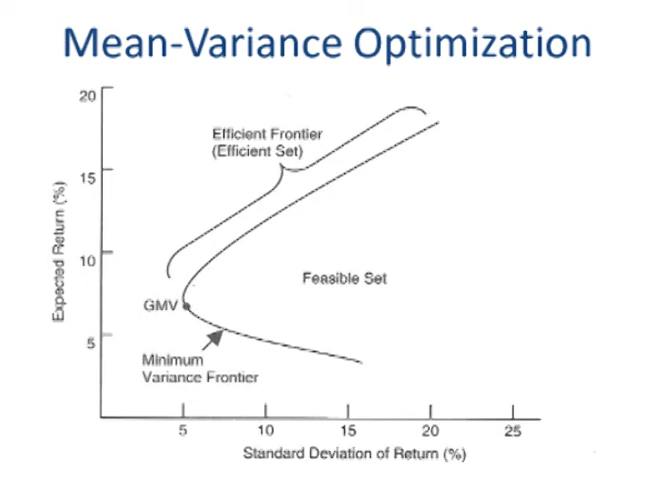 Mean-Variance Optimization
20
Efficient Frontier
(Efficient Set)
15
Expected Return (%)
10
Feasible Set
GMV
5
Minimum
Variance Frontier
5 10 15 20 25
Standard Deviation of Return (%)